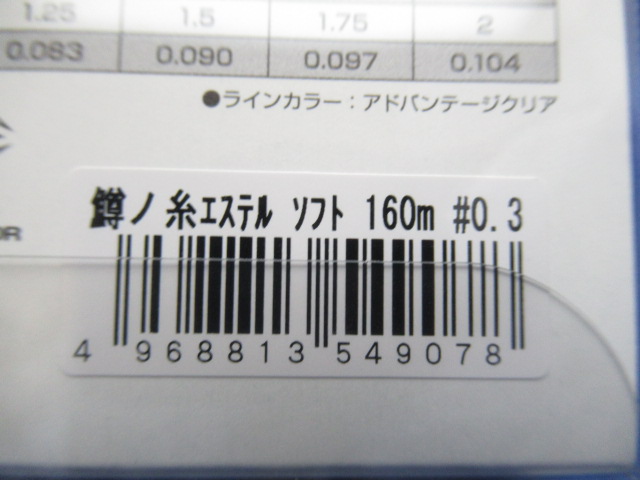 1.25 1.5 1.75 2
0.083 0.090 0.097 0.104
●ラインカラー：アドバンテージクリア
鱒ノ糸エステル ソフト 160m #0.3
4 968813 549078